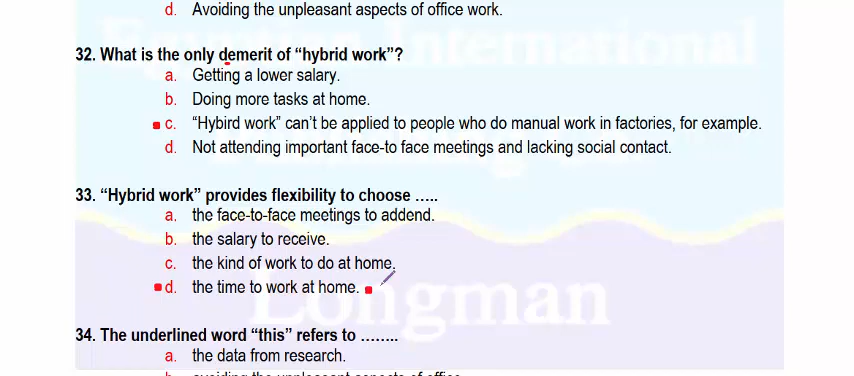 d. Avoiding the unpleasant aspects of office work.
32. What is the only demerit of “hybrid work”?
a. Getting a lower salary.
b. Doing more tasks at home.
c. “Hybird work” can’t be applied to people who do manual work in factories, for example.
d. Not attending important face-to face meetings and lacking social contact.
33. “Hybrid work” provides flexibility to choose …..
a. the face-to-face meetings to addend.
b. the salary to receive.
c. the kind of work to do at home.
d. the time to work at home.
34. The underlined word “this” refers to ……..
a. the data from research.
Egyptian International
Longman